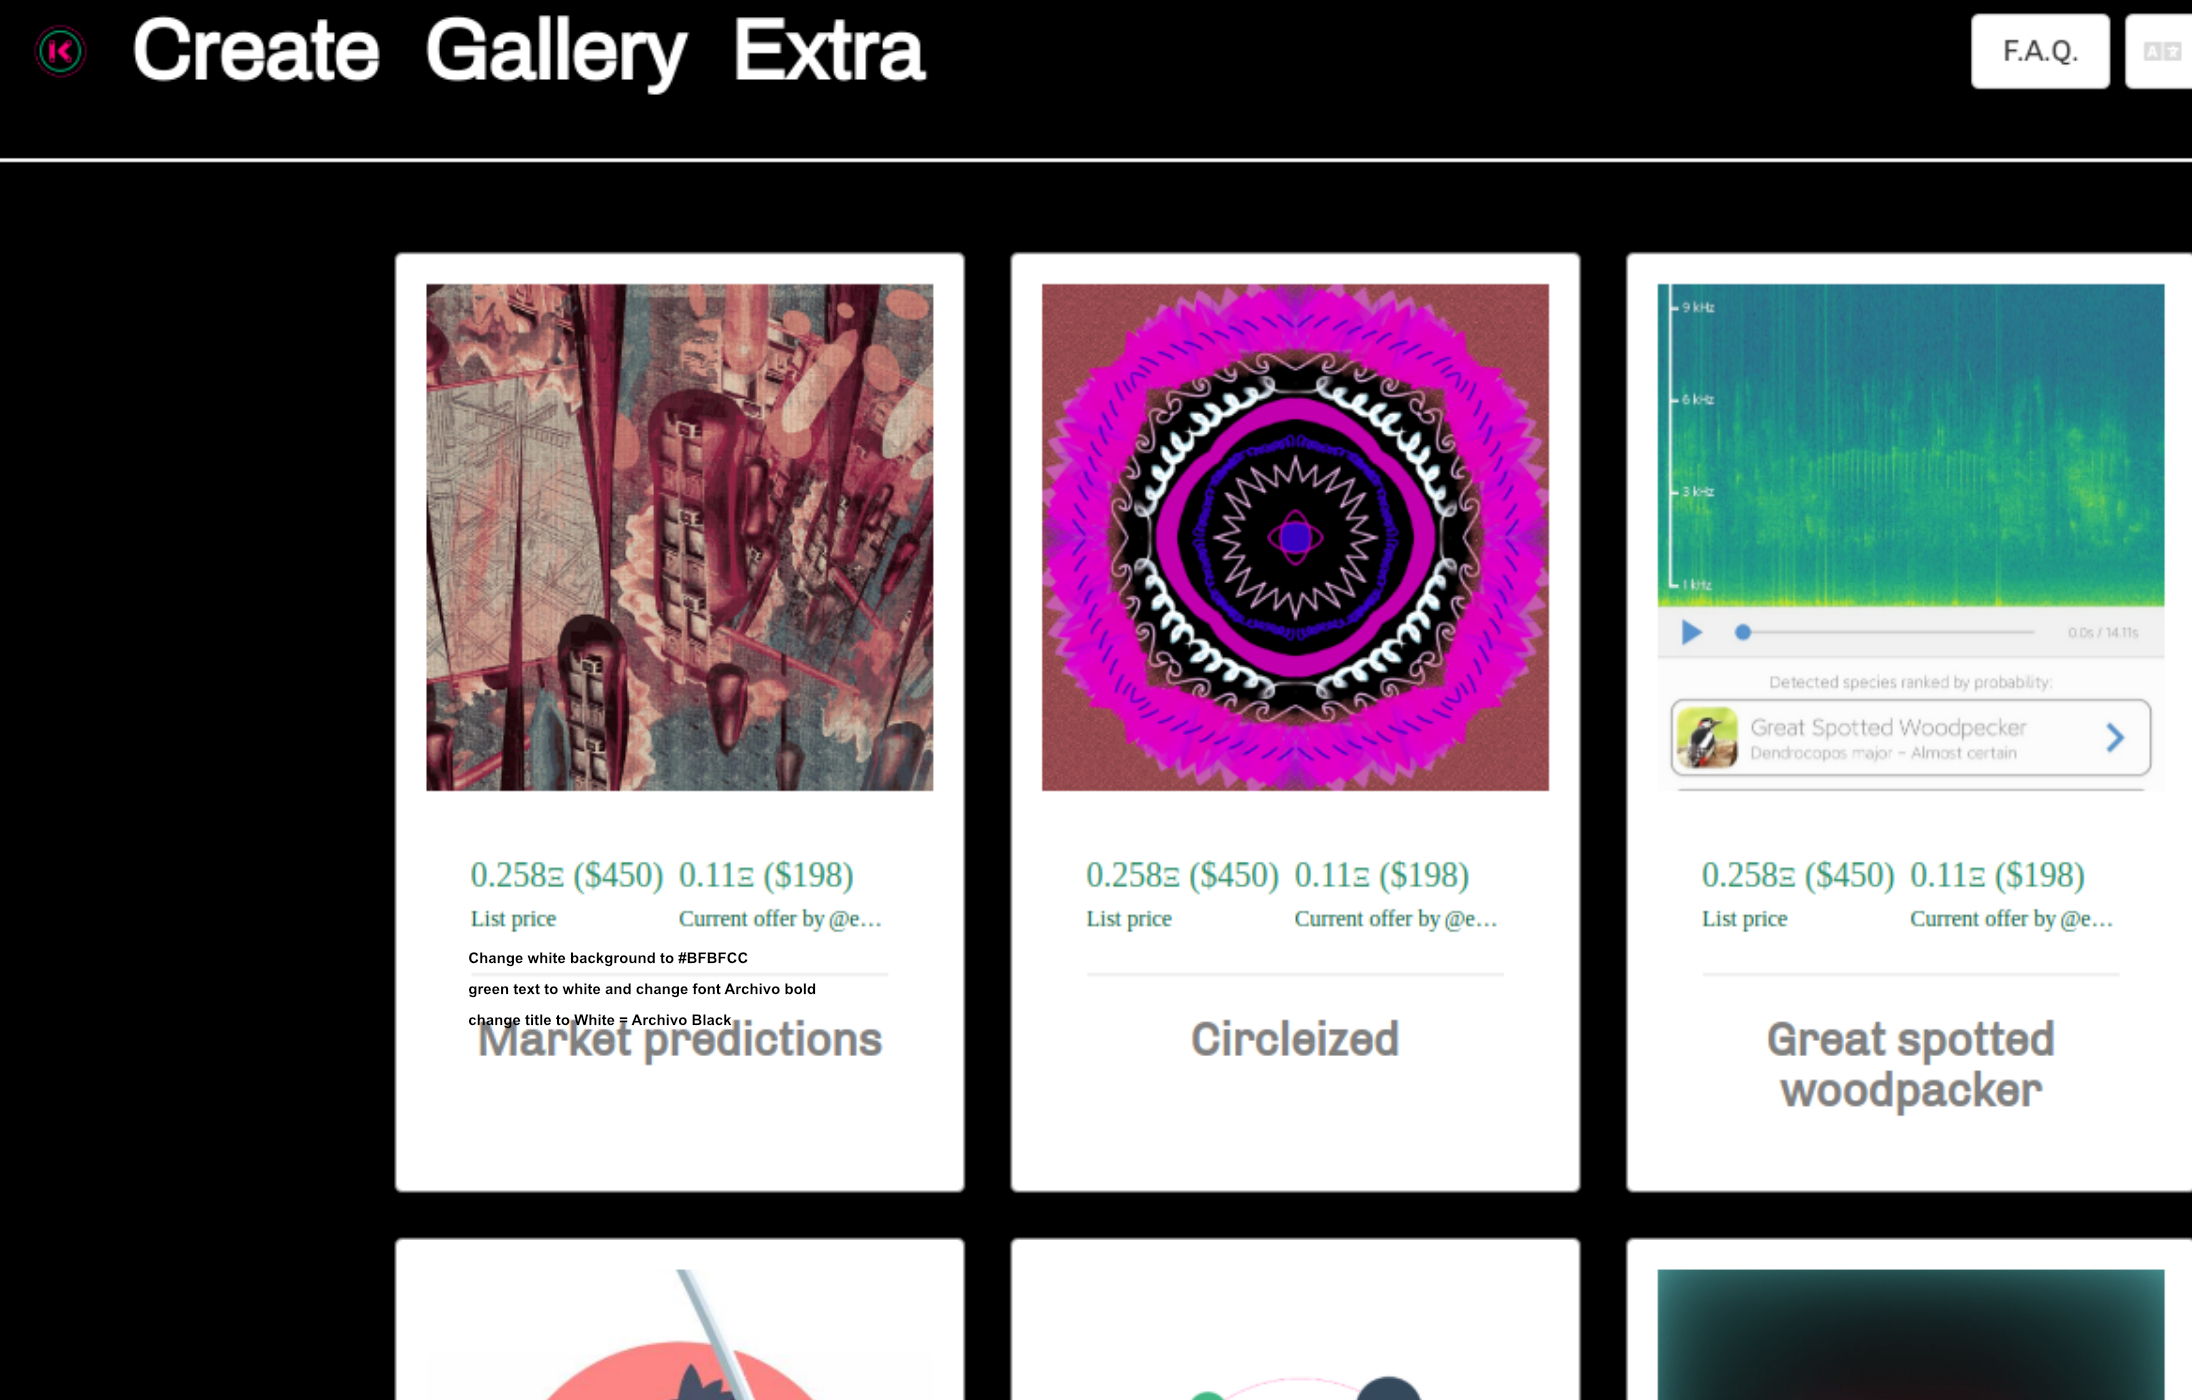 K Create Gallery Extra F.A.Q. A 文
9 kHz
6 kHz
3 kHz
1 kHz
0.0s / 14.11s
Detected species ranked by probability:
Great Spotted Woodpecker
Dendrocopos major – Almost certain
0.258Ξ ($450) 0.11Ξ ($198)
List price Current offer by @e...
Change white background to #BFBFCC
green text to white and change font Archivo bold
change title to White = Archivo Black
Market predictions
0.258Ξ ($450) 0.11Ξ ($198)
List price Current offer by @e...
Circleized
0.258Ξ ($450) 0.11Ξ ($198)
List price Current offer by @e...
Great spotted
woodpacker